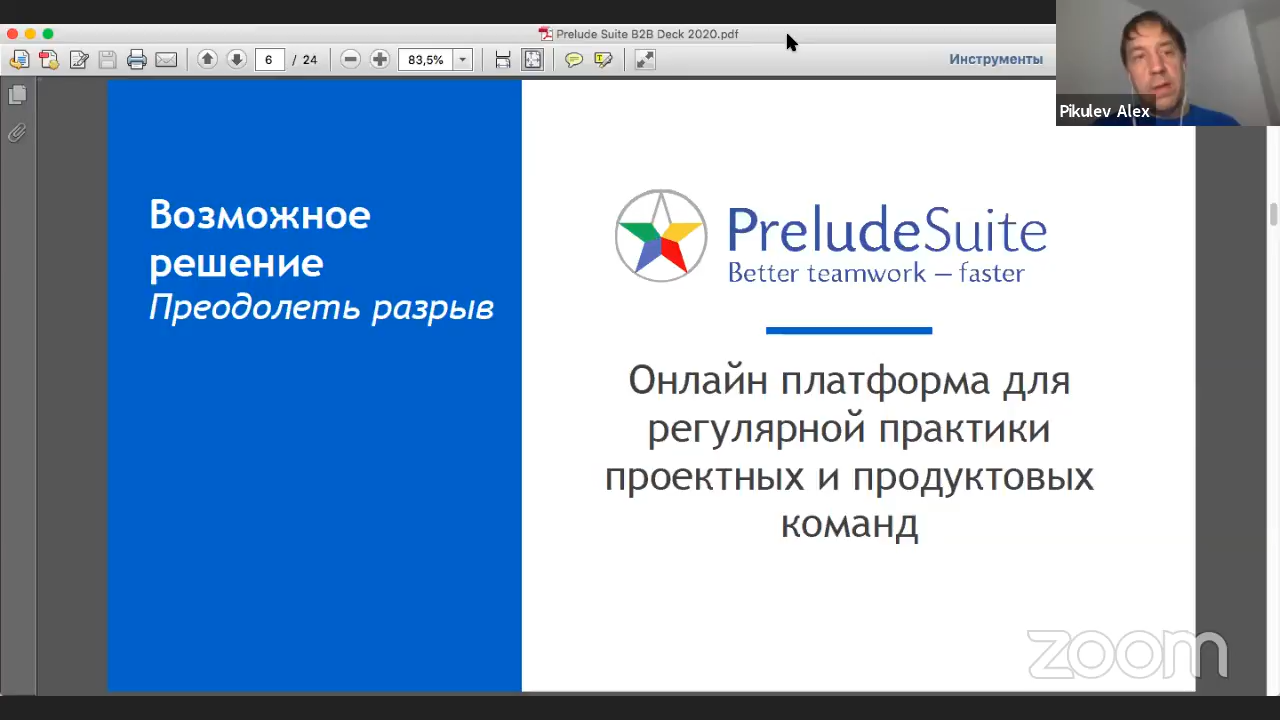 Prelude Suite B2B Deck 2020.pdf
6 / 24
83,5%
Инструменты
Pikulev Alex
Возможное
решение
Преодолеть разрыв
PreludeSuite
Better teamwork – faster
Онлайн платформа для
регулярной практики
проектных и продуктовых
команд
zoom